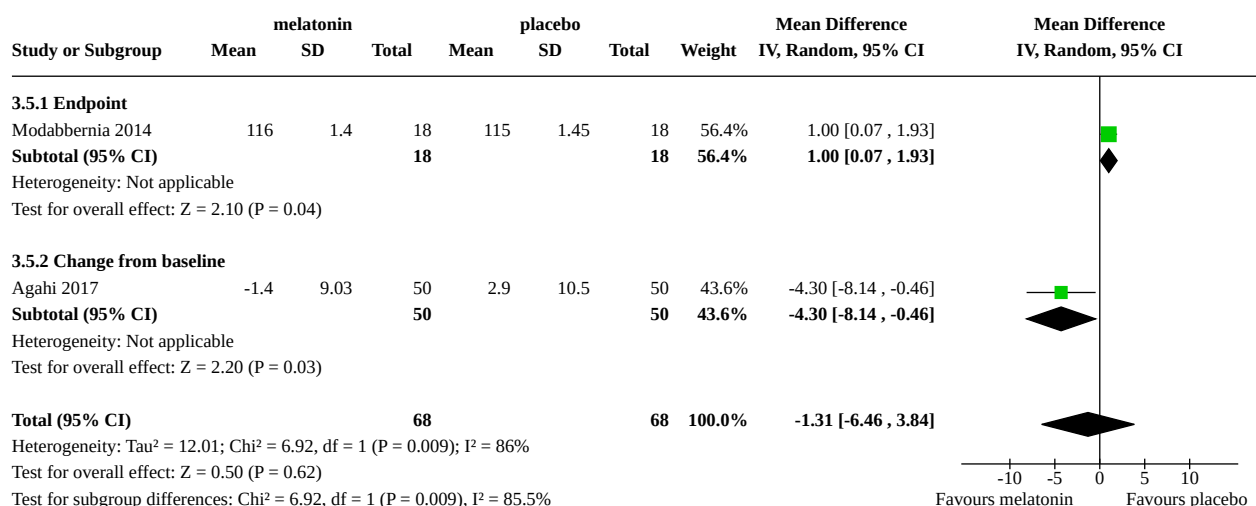 melatonin placebo Mean Difference Mean Difference
Study or Subgroup Mean SD Total Mean SD Total Weight IV, Random, 95% CI IV, Random, 95% CI
3.5.1 Endpoint
Modabbernia 2014 116 1.4 18 115 1.45 18 56.4% 1.00 [0.07 , 1.93]
Subtotal (95% CI) 18 18 56.4% 1.00 [0.07 , 1.93]
Heterogeneity: Not applicable
Test for overall effect: Z = 2.10 (P = 0.04)
3.5.2 Change from baseline
Agahi 2017 -1.4 9.03 50 2.9 10.5 50 43.6% -4.30 [-8.14 , -0.46]
Subtotal (95% CI) 50 50 43.6% -4.30 [-8.14 , -0.46]
Heterogeneity: Not applicable
Test for overall effect: Z = 2.20 (P = 0.03)
Total (95% CI) 68 68 100.0% -1.31 [-6.46 , 3.84]
Heterogeneity: Tau² = 12.01; Chi² = 6.92, df = 1 (P = 0.009); I² = 86%
Test for overall effect: Z = 0.50 (P = 0.62) -10 -5 0 5 10
Test for subgroup differences: Chi² = 6.92, df = 1 (P = 0.009), I² = 85.5% Favours melatonin Favours placebo